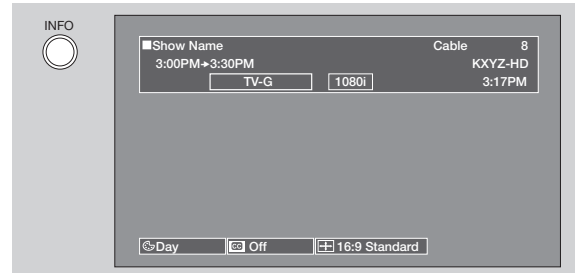 INFO
■Show Name Cable 8
3:00PM→3:30PM KXYZ-HD
TV-G 1080i 3:17PM
Day CC Off 16:9 Standard